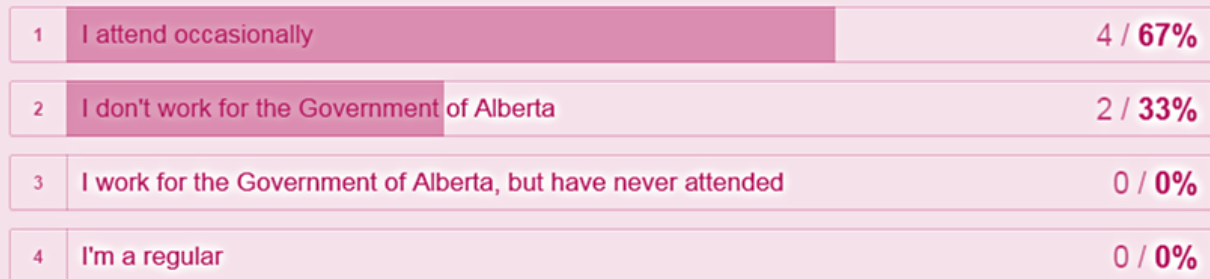 1 I attend occasionally 4 / 67%
2 I don't work for the Government of Alberta 2 / 33%
3 I work for the Government of Alberta, but have never attended 0 / 0%
4 I'm a regular 0 / 0%